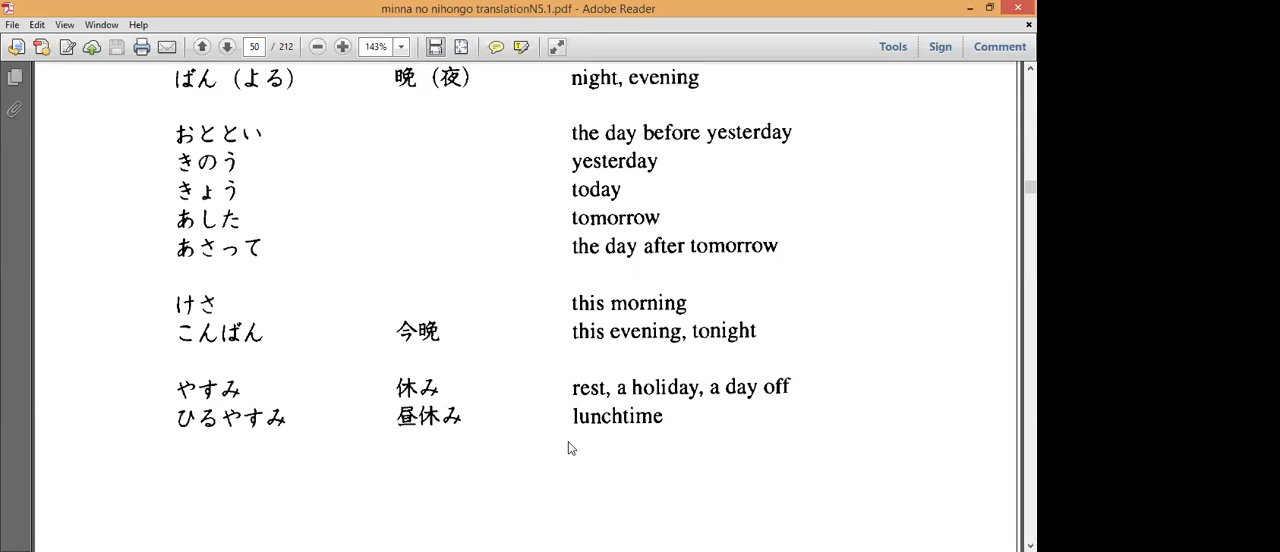 minna no nihongo translationN5.1.pdf - Adobe Reader
File Edit View Window Help
50 / 212 143% Tools Sign Comment
ばん（よる） 晩（夜） night, evening
おととい the day before yesterday
きのう yesterday
きょう today
あした tomorrow
あさって the day after tomorrow
けさ this morning
こんばん 今晩 this evening, tonight
やすみ 休み rest, a holiday, a day off
ひるやすみ 昼休み lunchtime